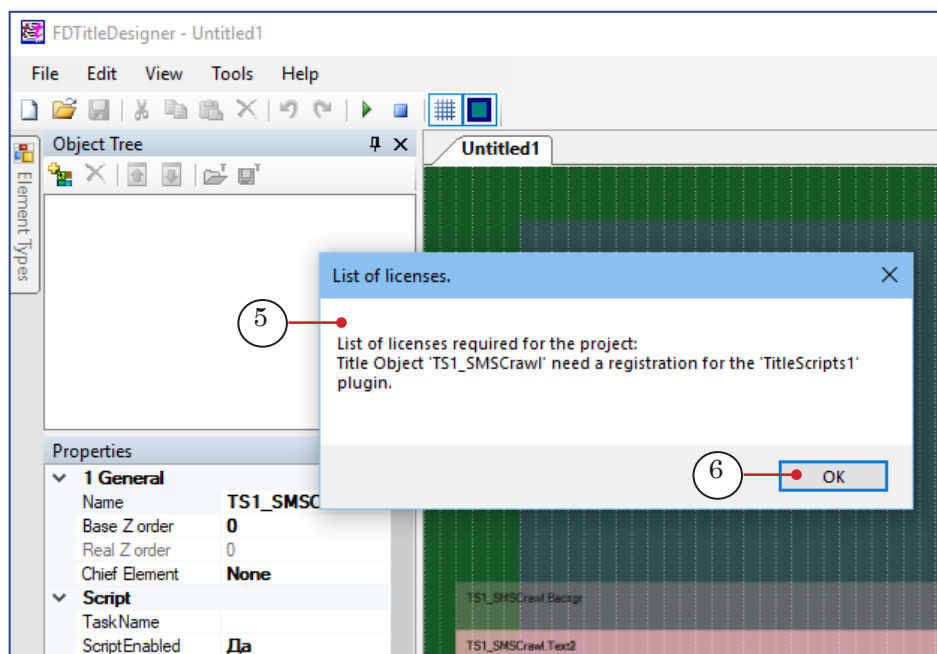 FDTitleDesigner - Untitled1
File Edit View Tools Help
Object Tree
Untitled1
Element Types
List of licenses.
5
List of licenses required for the project:
Title Object 'TS1_SMSCrawl' need a registration for the 'TitleScripts1'
plugin.
6
OK
Properties
1 General
Name TS1_SMSC
Base Z order 0
Real Z order 0
Chief Element None
Script
TaskName
ScriptEnabled Да
TS1_SMSCrawl.Backgr
TS1_SMSCrawl.Text2